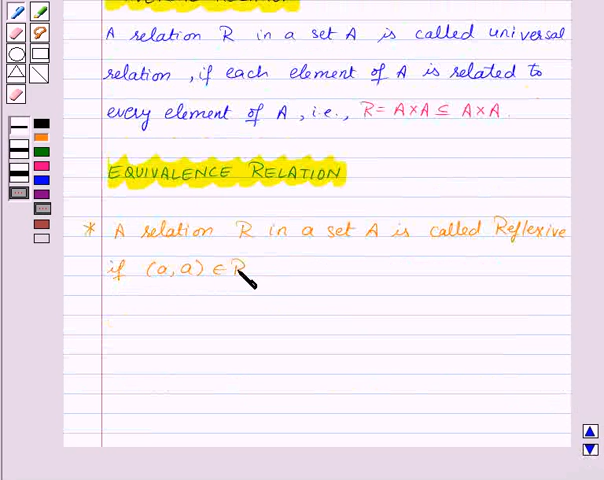 A relation R in a set A is called universal
relation, if each element of A is related to
every element of A, i.e., R = A × A ⊆ A × A.
EQUIVALENCE RELATION
* A relation R in a set A is called Reflexive
if (a, a) ∈ R